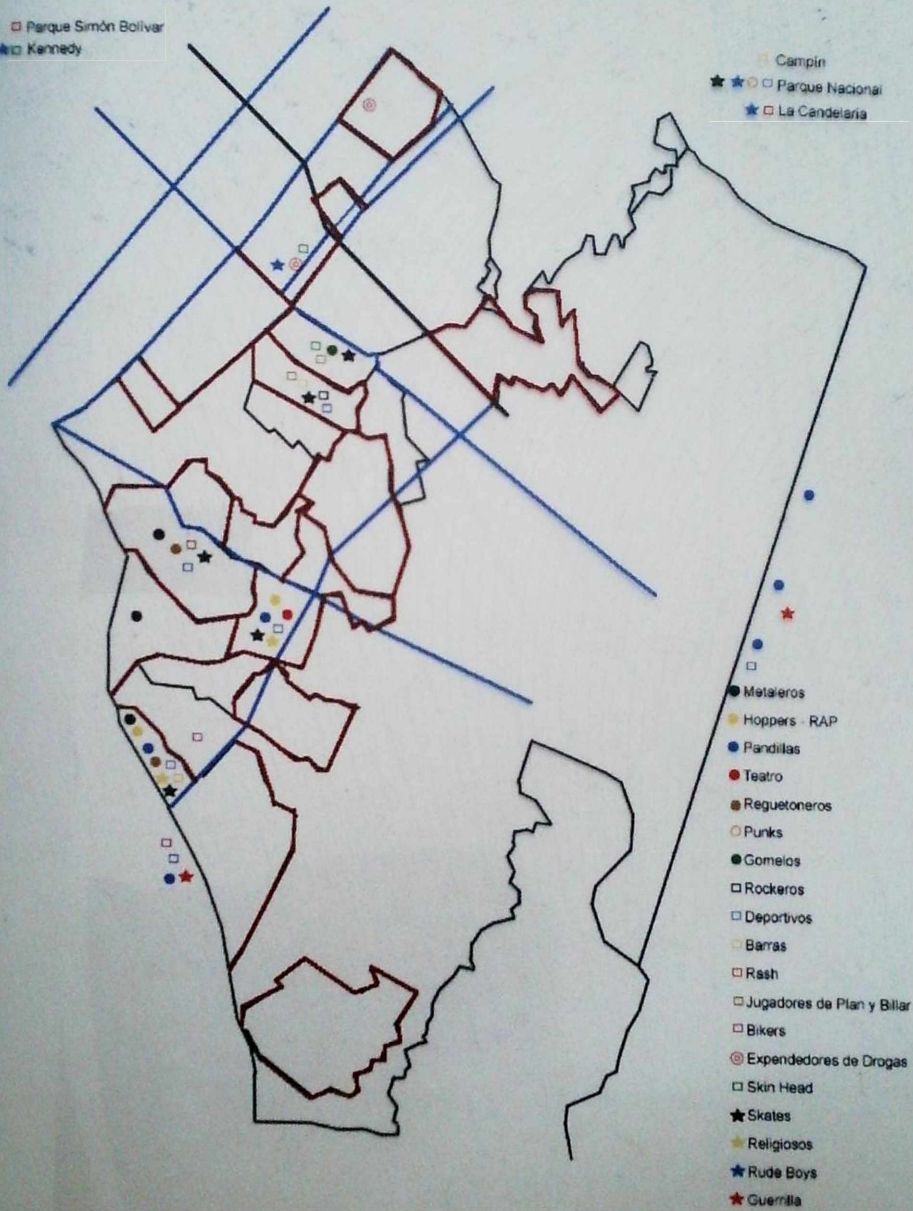 Parque Simón Bolívar
Kennedy
Campin
Parque Nacional
La Candelaria
Metaleros
Hoppers - RAP
Pandillas
Teatro
Reguetoneros
Punks
Gomelos
Rockeros
Deportivos
Barras
Rash
Jugadores de Plan y Billar
Bikers
Expendedores de Drogas
Skin Head
Skates
Religiosos
Rude Boys
Guerrilla